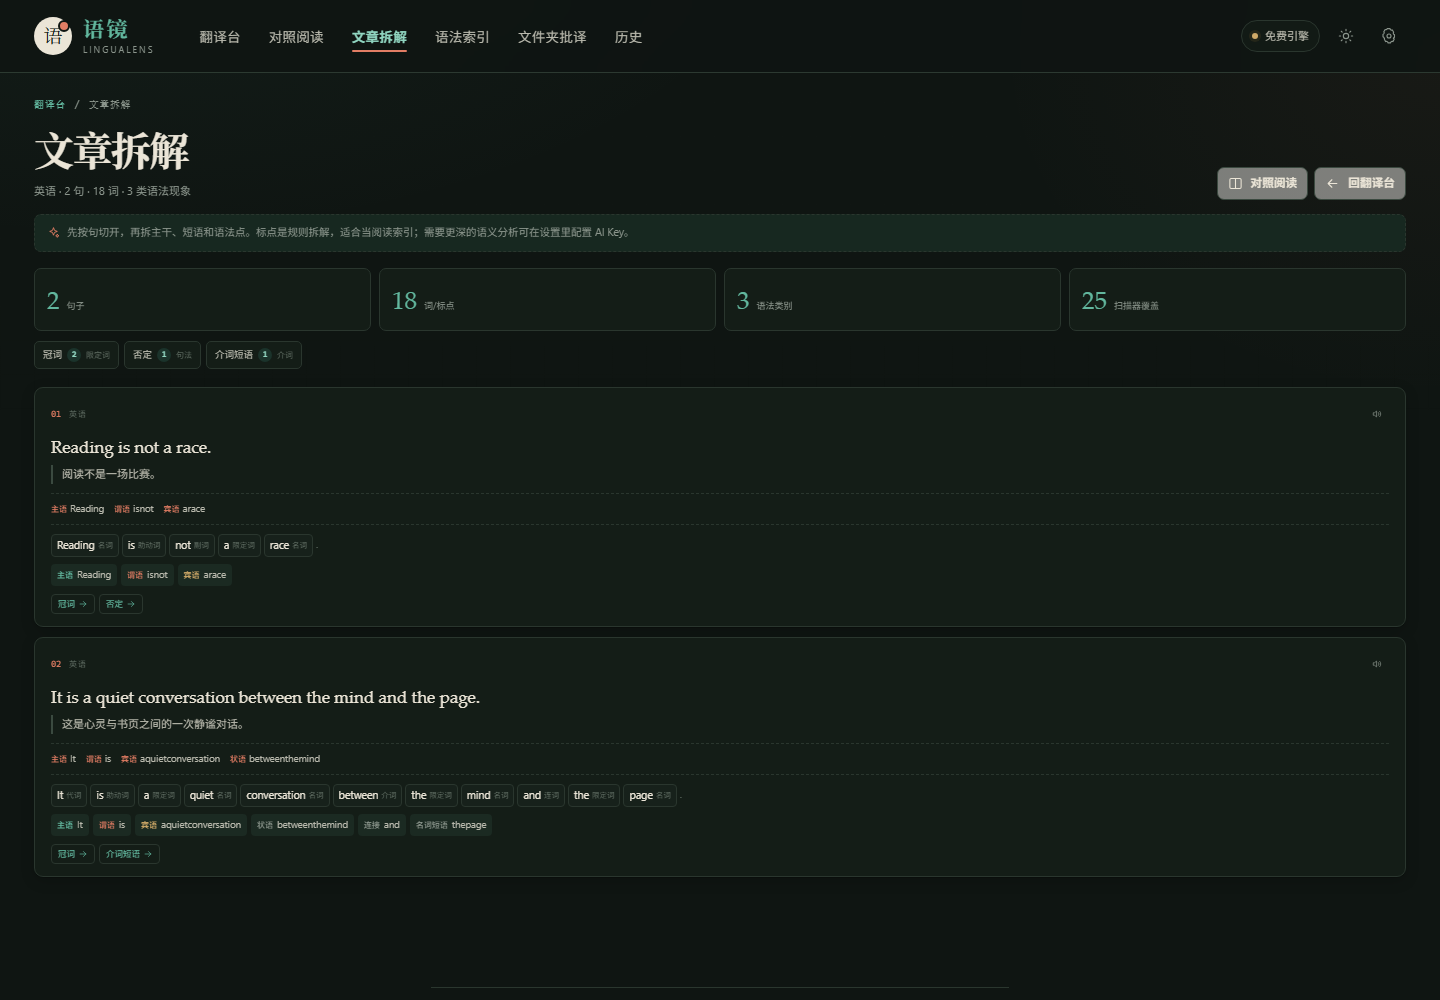 语 语镜 LINGUALENS 翻译台 对照阅读 文章拆解 语法索引 文件夹批译 历史 免费引擎
翻译台 / 文章拆解
文章拆解
英语 · 2 句 · 18 词 · 3 类语法现象
对照阅读 回翻译台
先按句切开，再拆主干、短语和语法点。标点是规则拆解，适合当阅读索引；需要更深的语义分析可在设置里配置 AI Key。
2 句子 18 词/标点 3 语法类别 25 扫描器覆盖
冠词 2 限定词 否定 1 句法 介词短语 1 介词
01 英语
Reading is not a race.
阅读不是一场比赛。
主语 Reading 谓语 isnot 宾语 arace
Reading 名词 is 助动词 not 副词 a 限定词 race 名词 .
主语 Reading 谓语 isnot 宾语 arace
冠词 → 否定 →
02 英语
It is a quiet conversation between the mind and the page.
这是心灵与书页之间的一次静谧对话。
主语 It 谓语 is 宾语 aquietconversation 状语 betweenthemind
It 代词 is 助动词 a 限定词 quiet 名词 conversation 名词 between 介词 the 限定词 mind 名词 and 连词 the 限定词 page 名词 .
主语 It 谓语 is 宾语 aquietconversation 状语 betweenthemind 连接 and 名词短语 thepage
冠词 → 介词短语 →